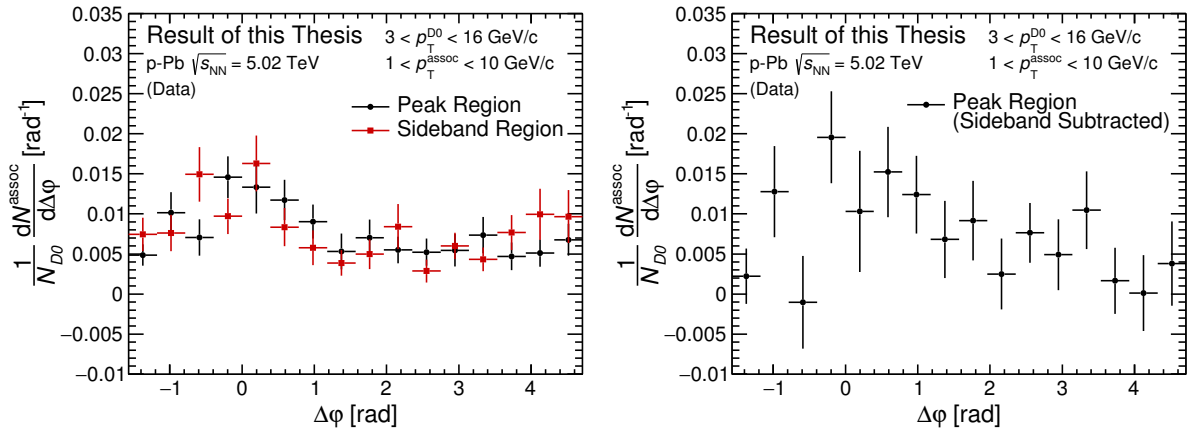 Result of this Thesis
3 < p_T^D0 < 16 GeV/c
p-Pb √s_NN = 5.02 TeV
1 < p_T^assoc < 10 GeV/c
(Data)
Peak Region
Sideband Region
0.035
0.03
0.025
0.02
0.015
0.01
0.005
0
−0.005
−0.01
1/N_D0 dN^assoc/dΔφ [rad⁻¹]
−1 0 1 2 3 4
Δφ [rad]
Result of this Thesis
3 < p_T^D0 < 16 GeV/c
p-Pb √s_NN = 5.02 TeV
1 < p_T^assoc < 10 GeV/c
(Data)
Peak Region
(Sideband Subtracted)
0.035
0.03
0.025
0.02
0.015
0.01
0.005
0
−0.005
−0.01
1/N_D0 dN^assoc/dΔφ [rad⁻¹]
−1 0 1 2 3 4
Δφ [rad]